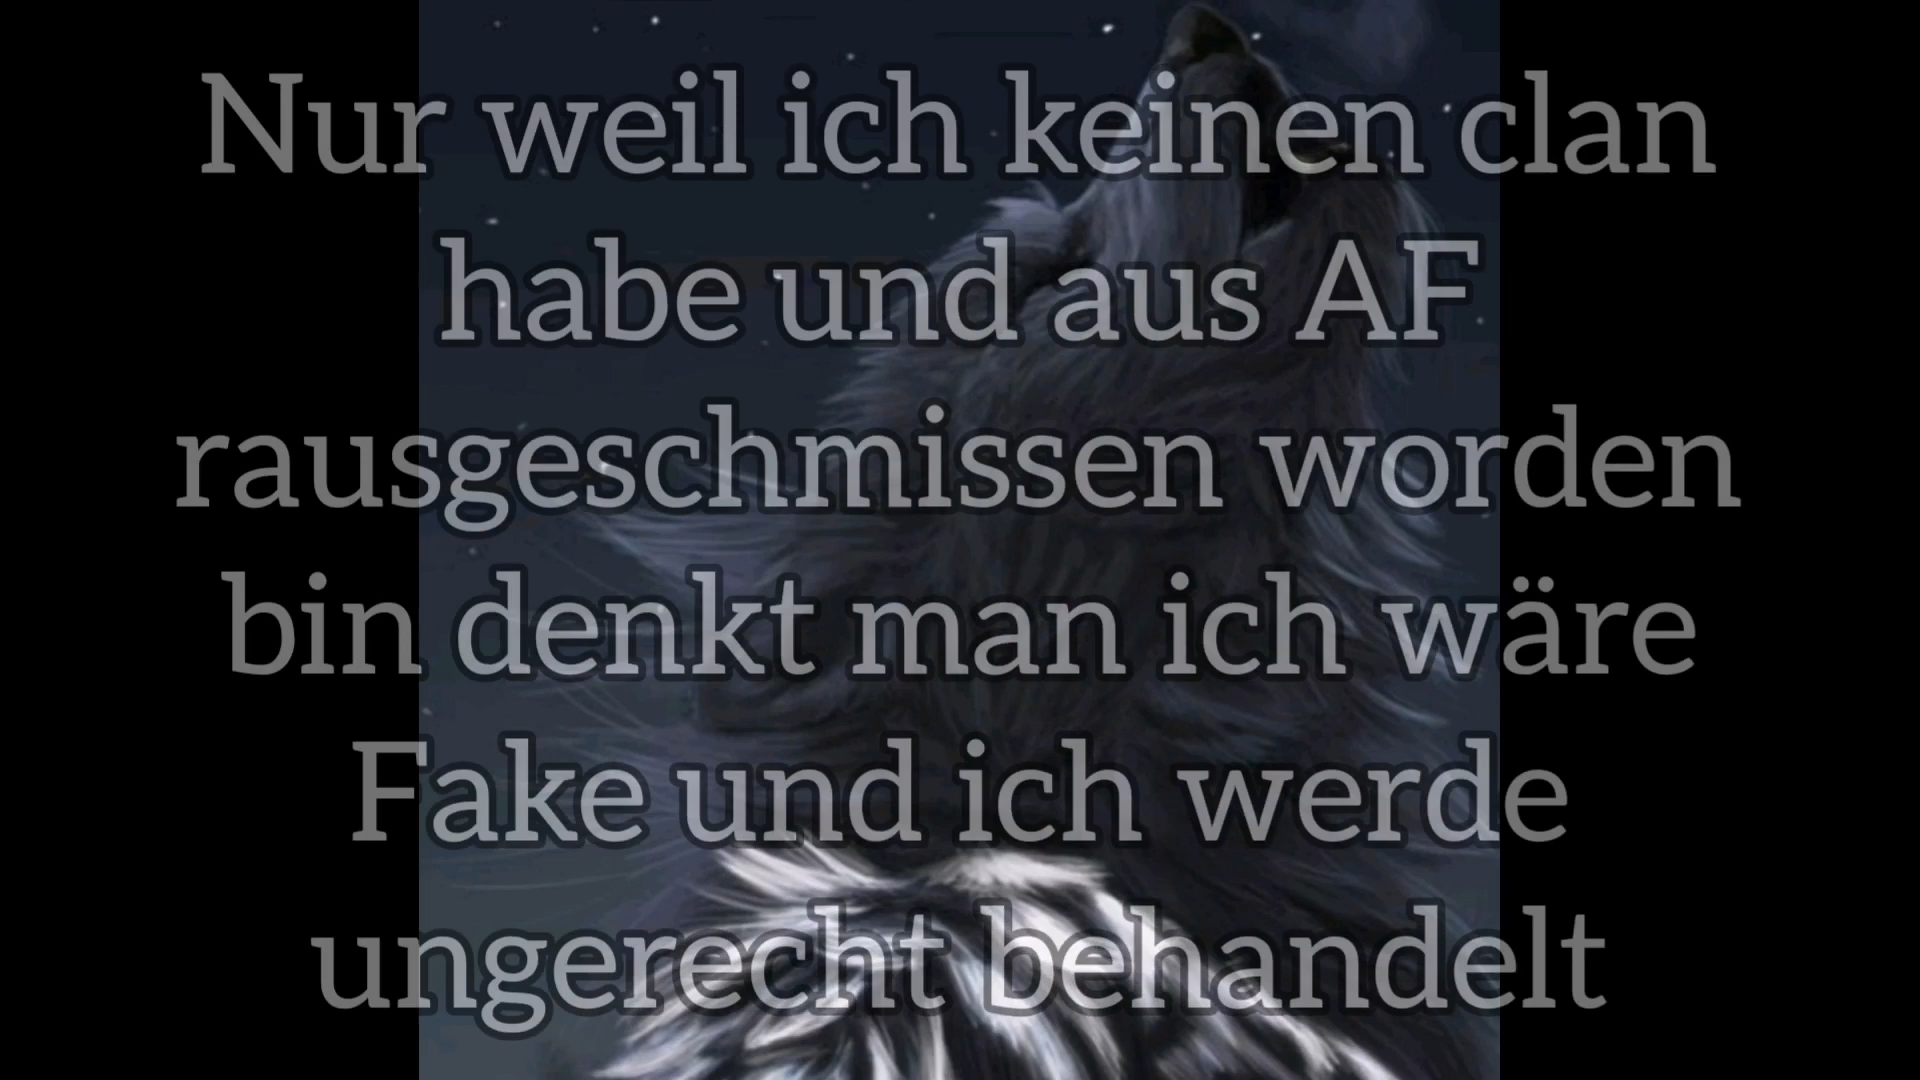 Nur weil ich keinen clan
habe und aus AF
rausgeschmissen worden
bin denkt man ich wäre
Fake und ich werde
ungerecht behandelt